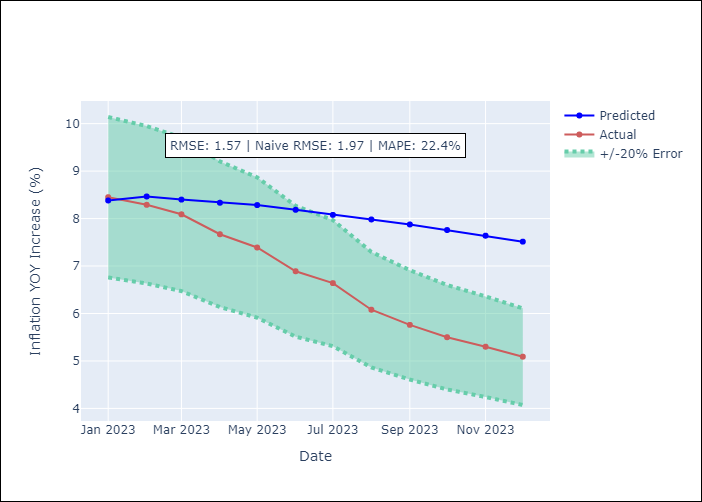 RMSE: 1.57 | Naive RMSE: 1.97 | MAPE: 22.4%
Predicted
Actual
+/-20% Error
Inflation YOY Increase (%)
10
9
8
7
6
5
4
Jan 2023
Mar 2023
May 2023
Jul 2023
Sep 2023
Nov 2023
Date